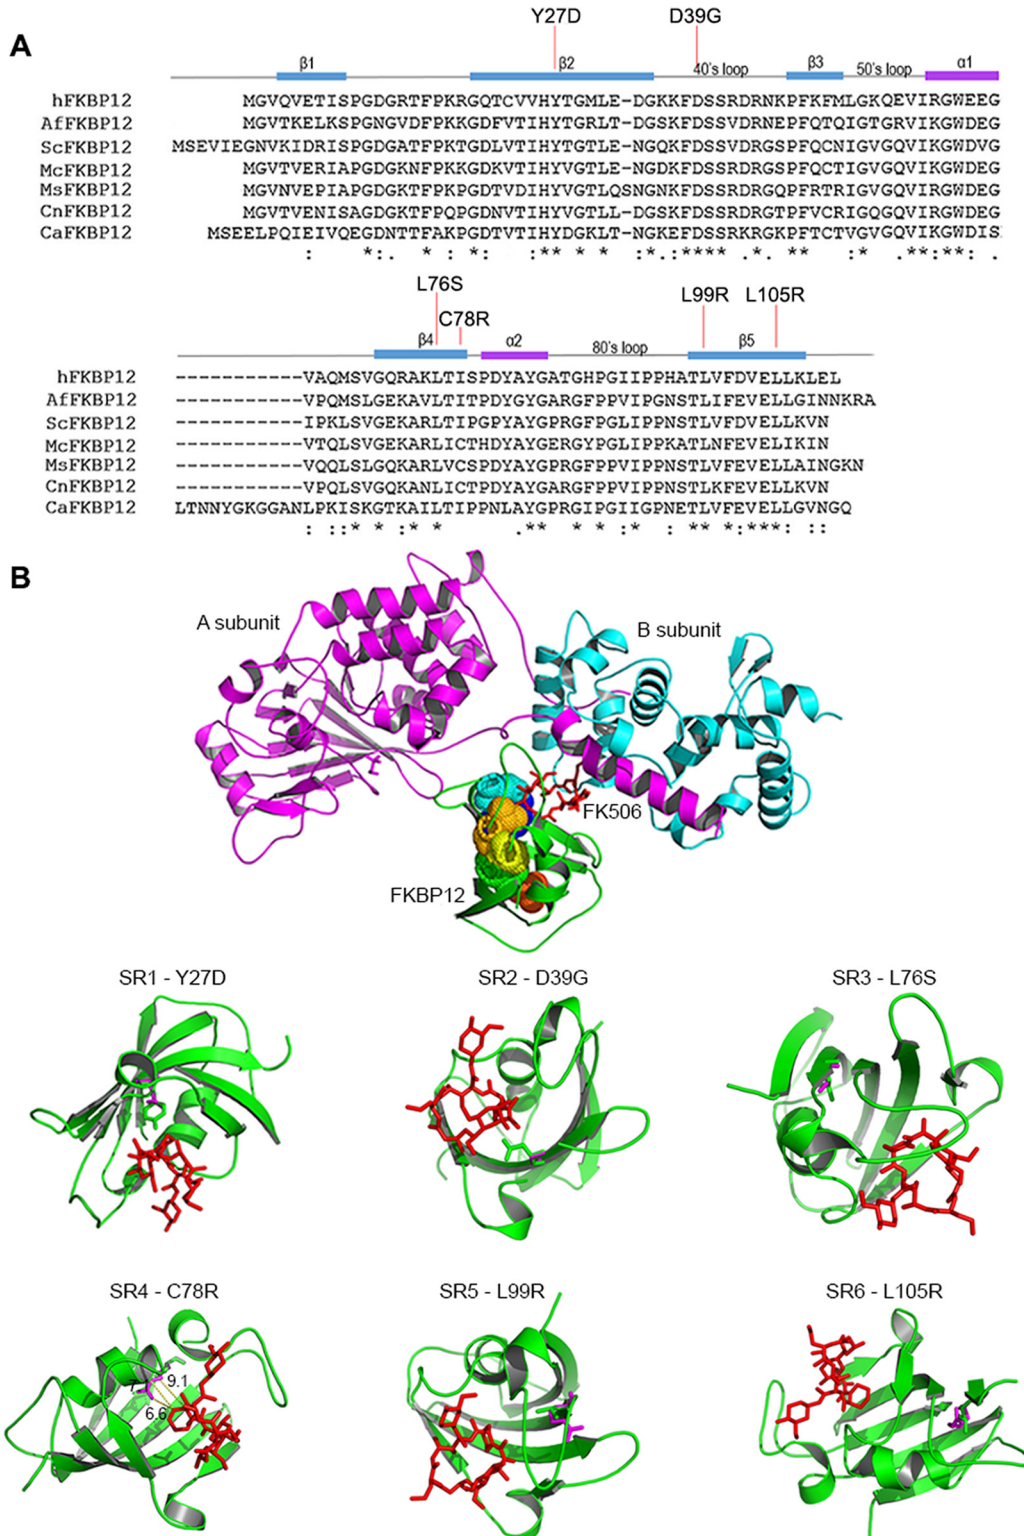 A
Y27D D39G
β1 β2 40's loop β3 50's loop α1
hFKBP12 MGVQVETISPGDGRTFPKRGQTCVVHYTGMLE-DGKKFDSSRDRNKPFKFMLGKQEVIRGWEEG
AfFKBP12 MGVTKELKSPGNGVDFPKKGDFVTIHYTGRLT-DGSKFDSSVDRNEPFQTQIGTGRVIKGWDEG
ScFKBP12 MSEVIEGNVKIDRISPGDGATFPKTGDLVTIHYTGTLE-NGQKFDSSVDRGSPFQCNIGVGQVIKGWDVG
McFKBP12 MGVTVERIAPGDGKNFPKKGDKVTIHYVGTLE-NGDKFDSSRDRGSPFQCTIGVGQVIKGWDEG
MsFKBP12 MGVNVEPIAPGDGKTFPKPGDTVDIHYVGTLQSNGNKFDSSRDRGQPFRTRIGVGQVIKGWDEG
CnFKBP12 MGVTVENISAGDGKTFPQPGDNVTIHYVGTLL-DGSKFDSSRDRGTPFVCRIGQGQVIRGWDEG
CaFKBP12 MSEELPQIEIVQEGDNTTFAKPGDTVTIHYDGKLT-NGKEFDSSRKRGKPFTCTVGVGQVIKGWDIS
: *:. * *: :** * * *:. **** .*. ** :* .**:**: .
L76S
C78R L99R L105R
β4 α2 80's loop β5
hFKBP12 -------------VAQMSVGQRAKLTISPDYAYGATGHPGIIPPHATLVFDVELLKLEL
AfFKBP12 -------------VPQMSLGEKAVLTITPDYGYGARGFPPVIPGNSTLIFEVELLGINNKRA
ScFKBP12 -------------IPKLSVGEKARLTIPGPYAYGPRGFPGLIPPNSTLVFDVELLKVN
McFKBP12 -------------VTQLSVGEKARLICTHDYAYGERGYPGLIPPKATLNFEVELIKIN
MsFKBP12 -------------VQQLSLGQKARLVCSPDYAYGPRGFPPVIPPNSTLVFEVELLAINGKN
CnFKBP12 -------------VPQLSVGQKANLICTPDYAYGARGFPPVIPPNSTLKFEVELLKVN
CaFKBP12 LTNNYGKGGANLPKISKGTKAILTIPPNLAYGPRGIPGIIGPNETLVFEVELLGVNGQ
: ::* * * * .** * * :* :** *:***: ::
B
A subunit
B subunit
FK506
FKBP12
SR1 - Y27D SR2 - D39G SR3 - L76S
SR4 - C78R SR5 - L99R SR6 - L105R
7 9.1
6.6